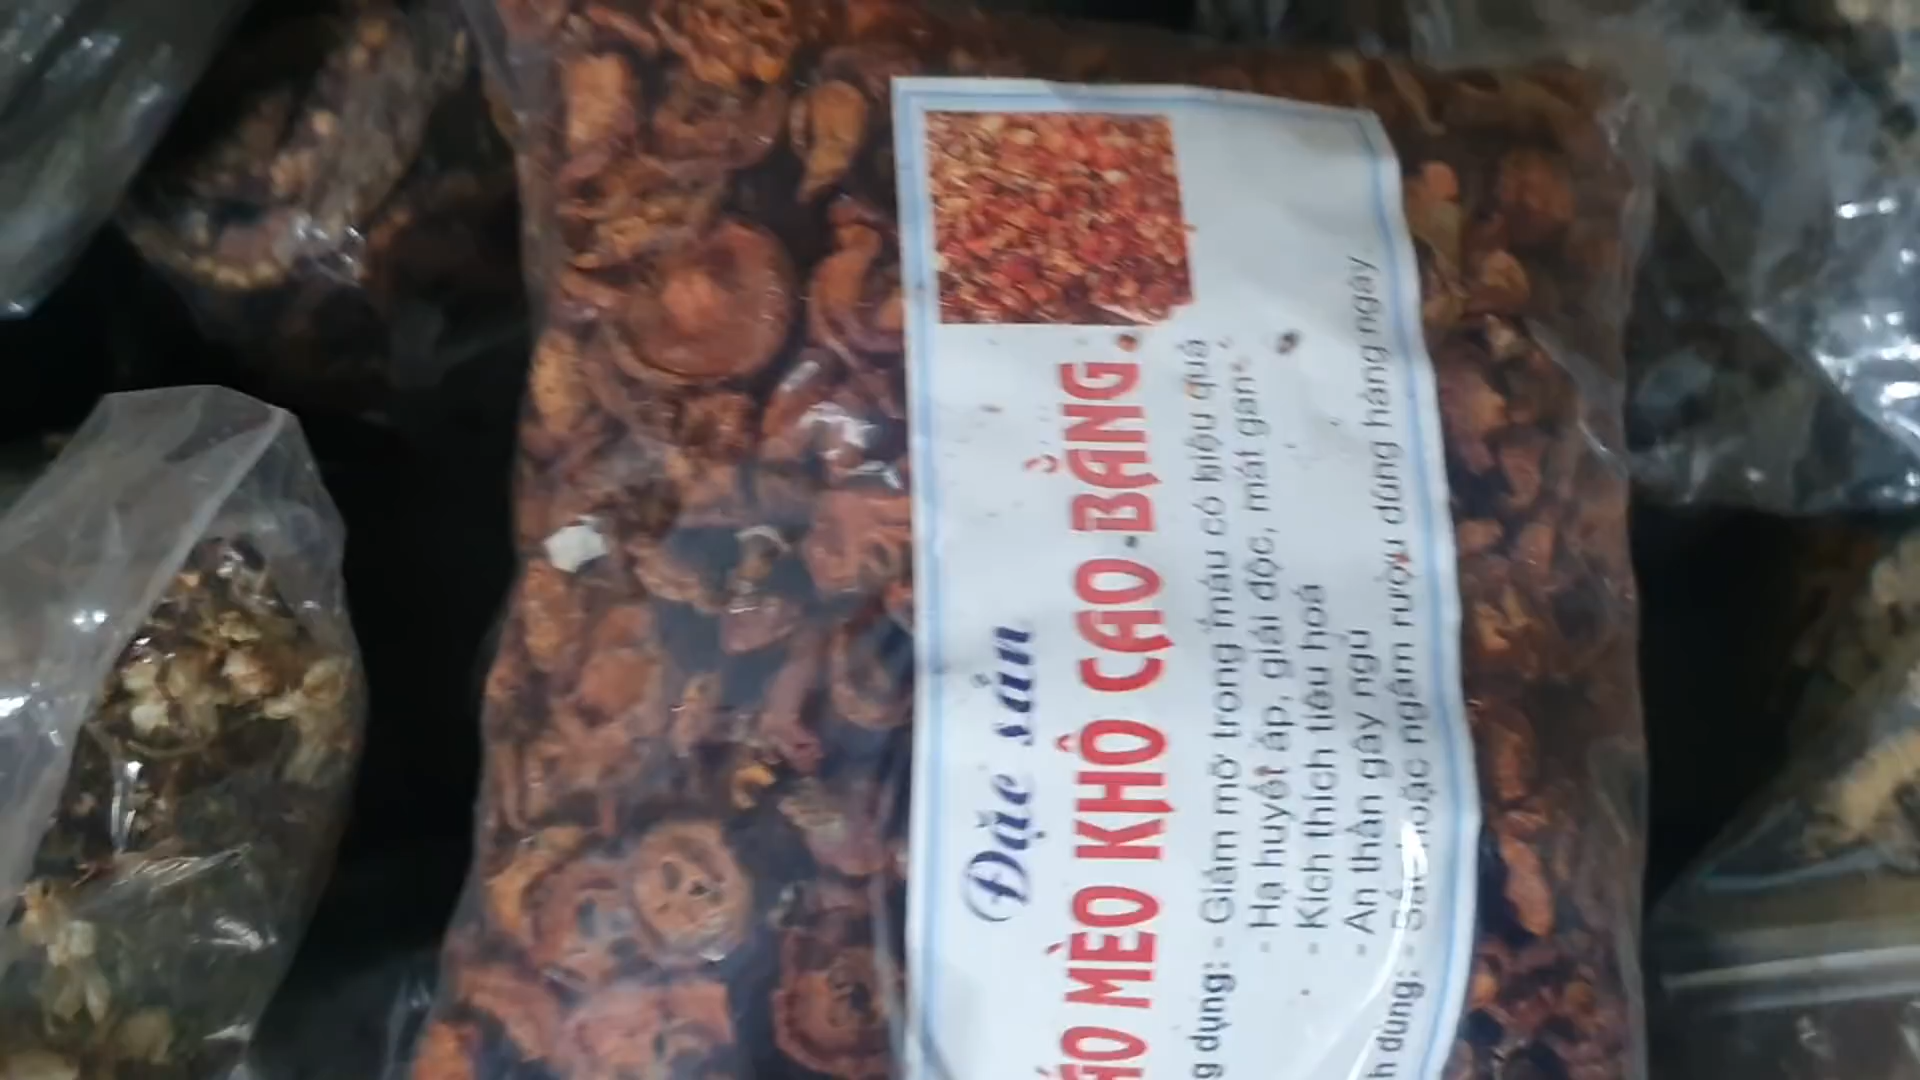 Đặc sản
ÁO MÈO KHÔ CAO BẰNG
g dụng: - Giảm mỡ trong máu có hiệu quả
- Hạ huyết áp, giải độc, mát gan
- Kích thích tiêu hoá
- An thần gây ngủ
h dùng: - Sắc hoặc ngâm rượu dùng hàng ngày